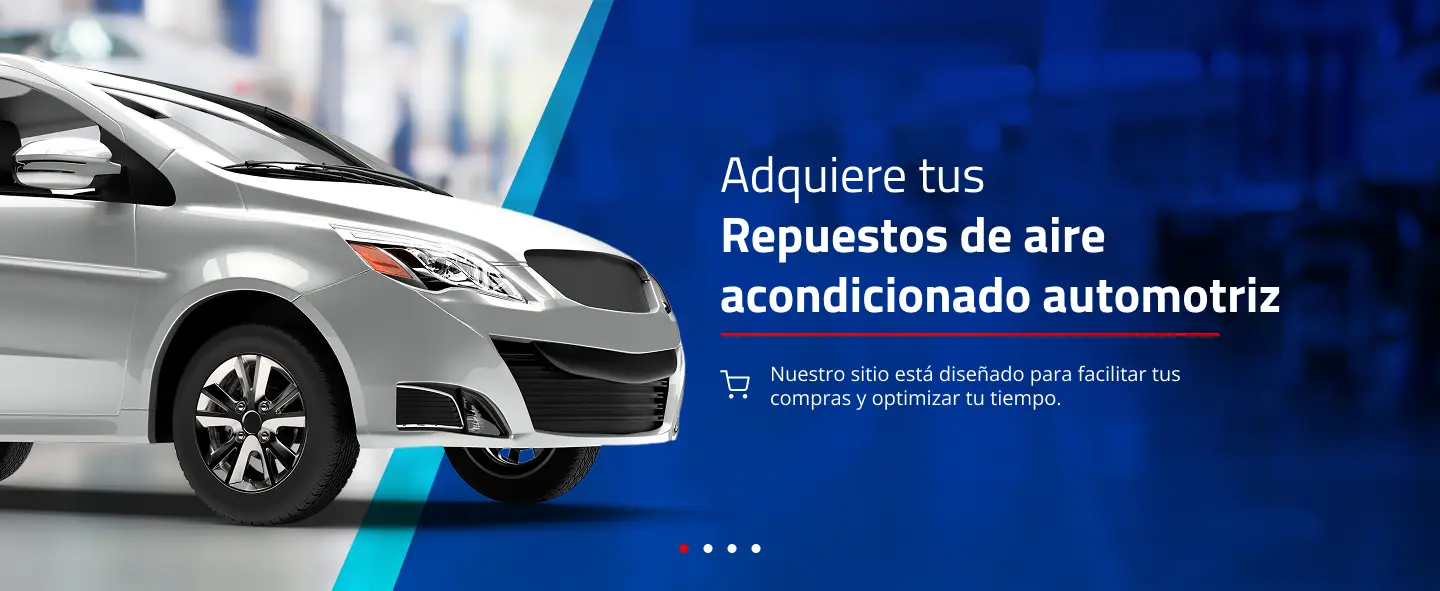 Adquiere tus
Repuestos de aire
acondicionado automotriz
Nuestro sitio está diseñado para facilitar tus
compras y optimizar tu tiempo.